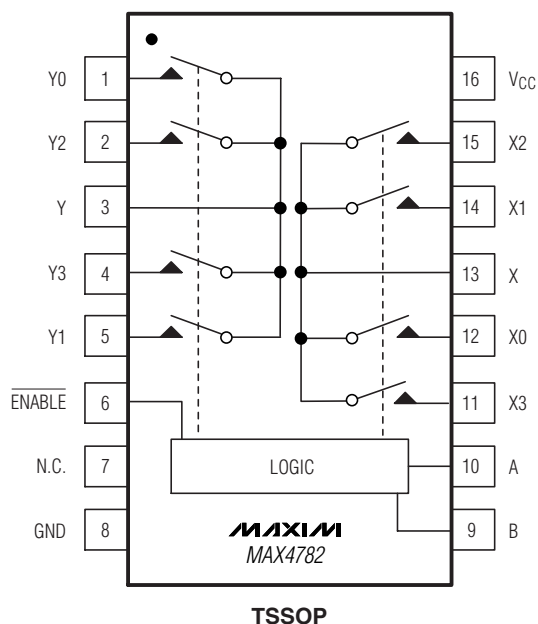 Y0 1 16 VCC
Y2 2 15 X2
Y 3 14 X1
Y3 4 13 X
Y1 5 12 X0
ENABLE 6 11 X3
N.C. 7 LOGIC 10 A
GND 8 MAXIM 9 B
MAX4782
TSSOP